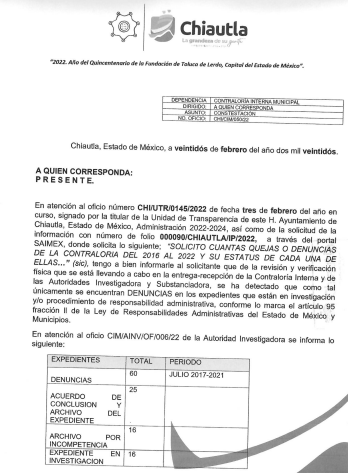 Chiautla
La grandeza de su gente
"2022. Año del Quincentenario de la Fundación de Toluca de Lerdo, Capital del Estado de México".
DEPENDENCIA: CONTRALORIA INTERNA MUNICIPAL
DIRIGIDO: A QUIEN CORRESPONDA
ASUNTO: CONSTESTACION
NO. OFICIO: CHI/CIM/050/22
Chiautla, Estado de México, a veintidós de febrero del año dos mil veintidós.
A QUIEN CORRESPONDA:
P R E S E N T E.
En atención al oficio número CHI/UTR/0145/2022 de fecha tres de febrero del año en
curso, signado por la titular de la Unidad de Transparencia de este H. Ayuntamiento de
Chiautla, Estado de México, Administración 2022-2024, así como de la solicitud de
información con número de folio 000090/CHIAUTLA/IP/2022, a través del portal
SAIMEX, donde solicita lo siguiente; "SOLICITO CUANTAS QUEJAS O DENUNCIAS
DE LA CONTRALORIA DEL 2016 AL 2022 Y SU ESTATUS DE CADA UNA DE
ELLAS..." (sic), tengo a bien informarle al solicitante que de la revisión y verificación
física que se está llevando a cabo en la entrega-recepción de la Contraloría Interna y de
las Autoridades Investigadora y Substanciadora, se ha detectado que como tal
únicamente se encuentran DENUNCIAS en los expedientes que están en investigación
y/o procedimiento de responsabilidad administrativa, conforme lo marca el artículo 95
fracción II de la Ley de Responsabilidades Administrativas del Estado de México y
Municipios.
En atención al oficio CIM/AINV/OF/006/22 de la Autoridad Investigadora se informa lo
siguiente:
EXPEDIENTES TOTAL PERIODO
DENUNCIAS 60 JULIO 2017-2021
ACUERDO DE 25
CONCLUSION Y
ARCHIVO DEL
EXPEDIENTE
ARCHIVO POR 16
INCOMPETENCIA
EXPEDIENTE EN 16
INVESTIGACION